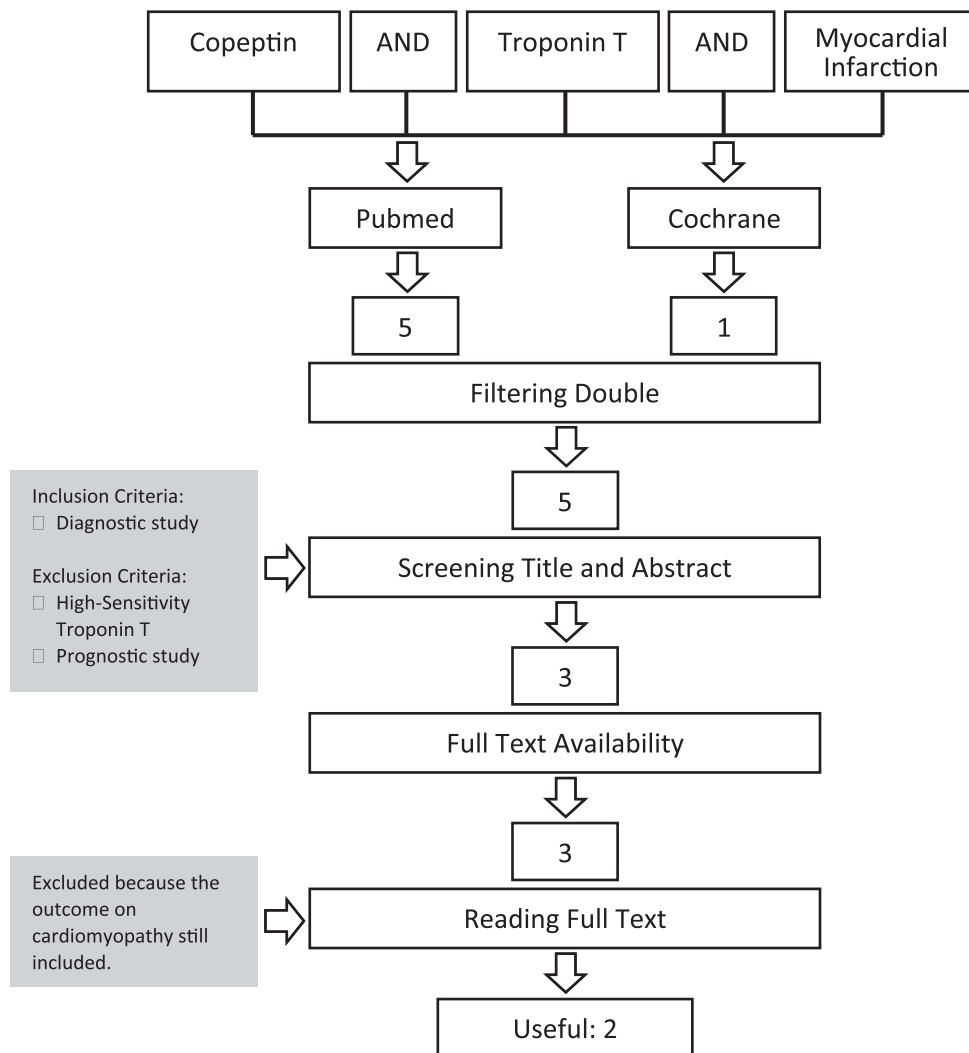 Copeptin
AND
Troponin T
AND
Myocardial
Infarction
Pubmed
Cochrane
5
1
Filtering Double
5
Inclusion Criteria:
Diagnostic study
Exclusion Criteria:
High-Sensitivity
Troponin T
Prognostic study
Screening Title and Abstract
3
Full Text Availability
3
Excluded because the
outcome on
cardiomyopathy still
included.
Reading Full Text
Useful: 2